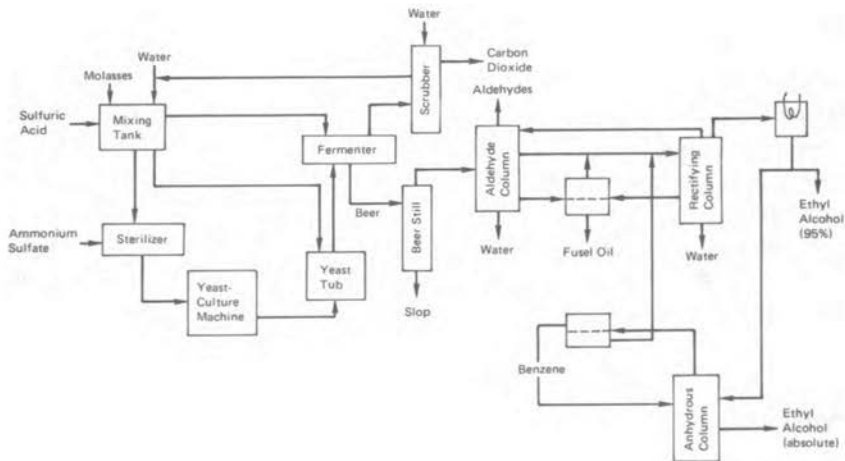 Water
Carbon
Dioxide
Scrubber
Water
Molasses
Aldehydes
Sulfuric
Acid
Mixing
Tank
Fermenter
Aldehyde
Column
Rectifying
Column
Beer
Beer Still
Ethyl
Alcohol
(95%)
Ammonium
Sulfate
Sterilizer
Water
Fusel Oil
Water
Yeast
Tub
Yeast-
Culture
Machine
Slop
Benzene
Anhydrous
Column
Ethyl
Alcohol
(absolute)